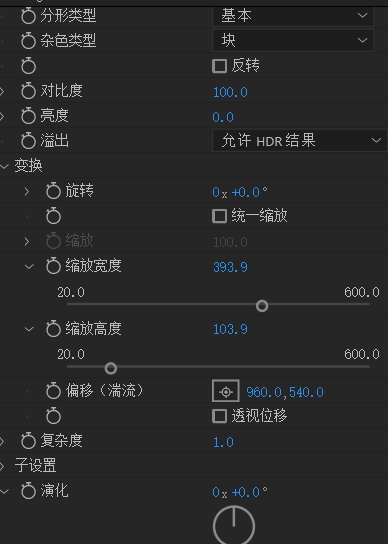 分形类型 基本
杂色类型 块
反转
对比度 100.0
亮度 0.0
溢出 允许 HDR 结果
变换
旋转 0x+0.0°
统一缩放
缩放 100.0
缩放宽度 393.9
20.0 600.0
缩放高度 103.9
20.0 600.0
偏移（湍流） 960.0,540.0
透视位移
复杂度 1.0
子设置
演化 0x+0.0°